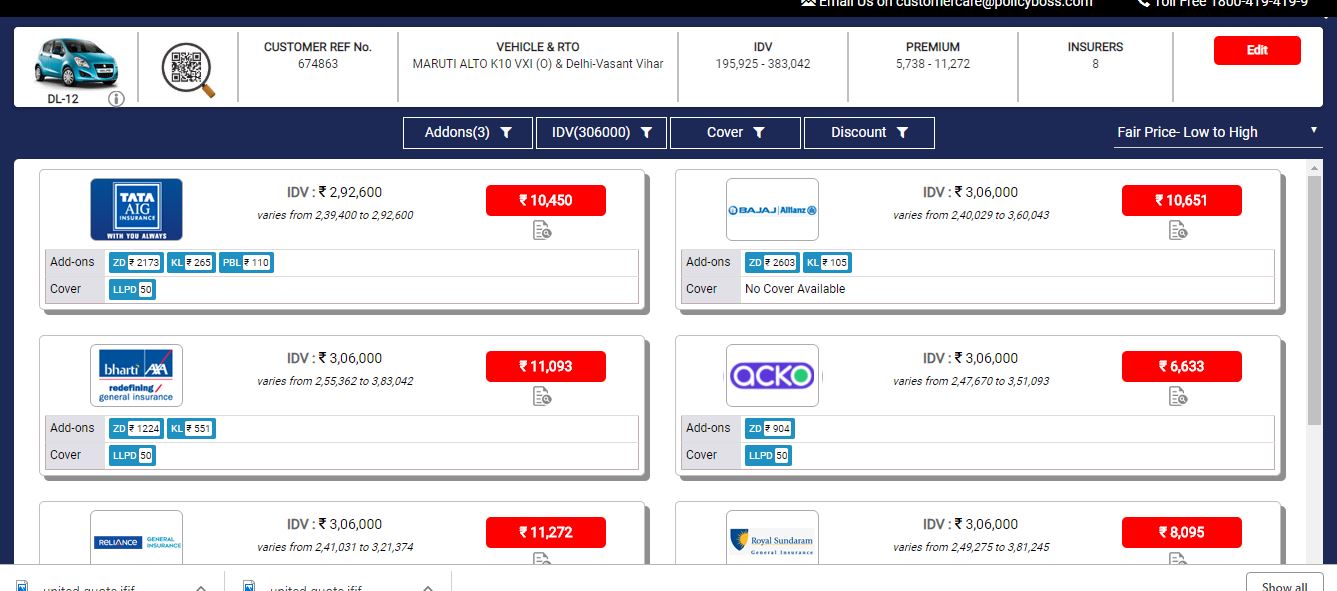 Email Us on customercare@policyboss.com Toll Free 1800-419-419-9
CUSTOMER REF No. VEHICLE & RTO IDV PREMIUM INSURERS Edit
674863 MARUTI ALTO K10 VXI (O) & Delhi-Vasant Vihar 195,925 - 383,042 5,738 - 11,272 8
DL-12
Addons(3) IDV(306000) Cover Discount Fair Price- Low to High
TATA
AIG
INSURANCE
WITH YOU ALWAYS
IDV : ₹ 2,92,600
varies from 2,39,400 to 2,92,600
₹ 10,450
Add-ons ZD ₹ 2173 KL ₹ 265 PBL ₹ 110
Cover LLPD 50
BAJAJ Allianz
IDV : ₹ 3,06,000
varies from 2,40,029 to 3,60,043
₹ 10,651
Add-ons ZD ₹ 2603 KL ₹ 105
Cover No Cover Available
bharti AXA
redefining /
general insurance
IDV : ₹ 3,06,000
varies from 2,55,362 to 3,83,042
₹ 11,093
Add-ons ZD ₹ 1224 KL ₹ 551
Cover LLPD 50
acko
IDV : ₹ 3,06,000
varies from 2,47,670 to 3,51,093
₹ 6,633
Add-ons ZD ₹ 904
Cover LLPD 50
RELIANCE GENERAL
INSURANCE
IDV : ₹ 3,06,000
varies from 2,41,031 to 3,21,374
₹ 11,272
Royal Sundaram
General Insurance
IDV : ₹ 3,06,000
varies from 2,49,275 to 3,81,245
₹ 8,095
united quote.jfif united quote.jfif Show all